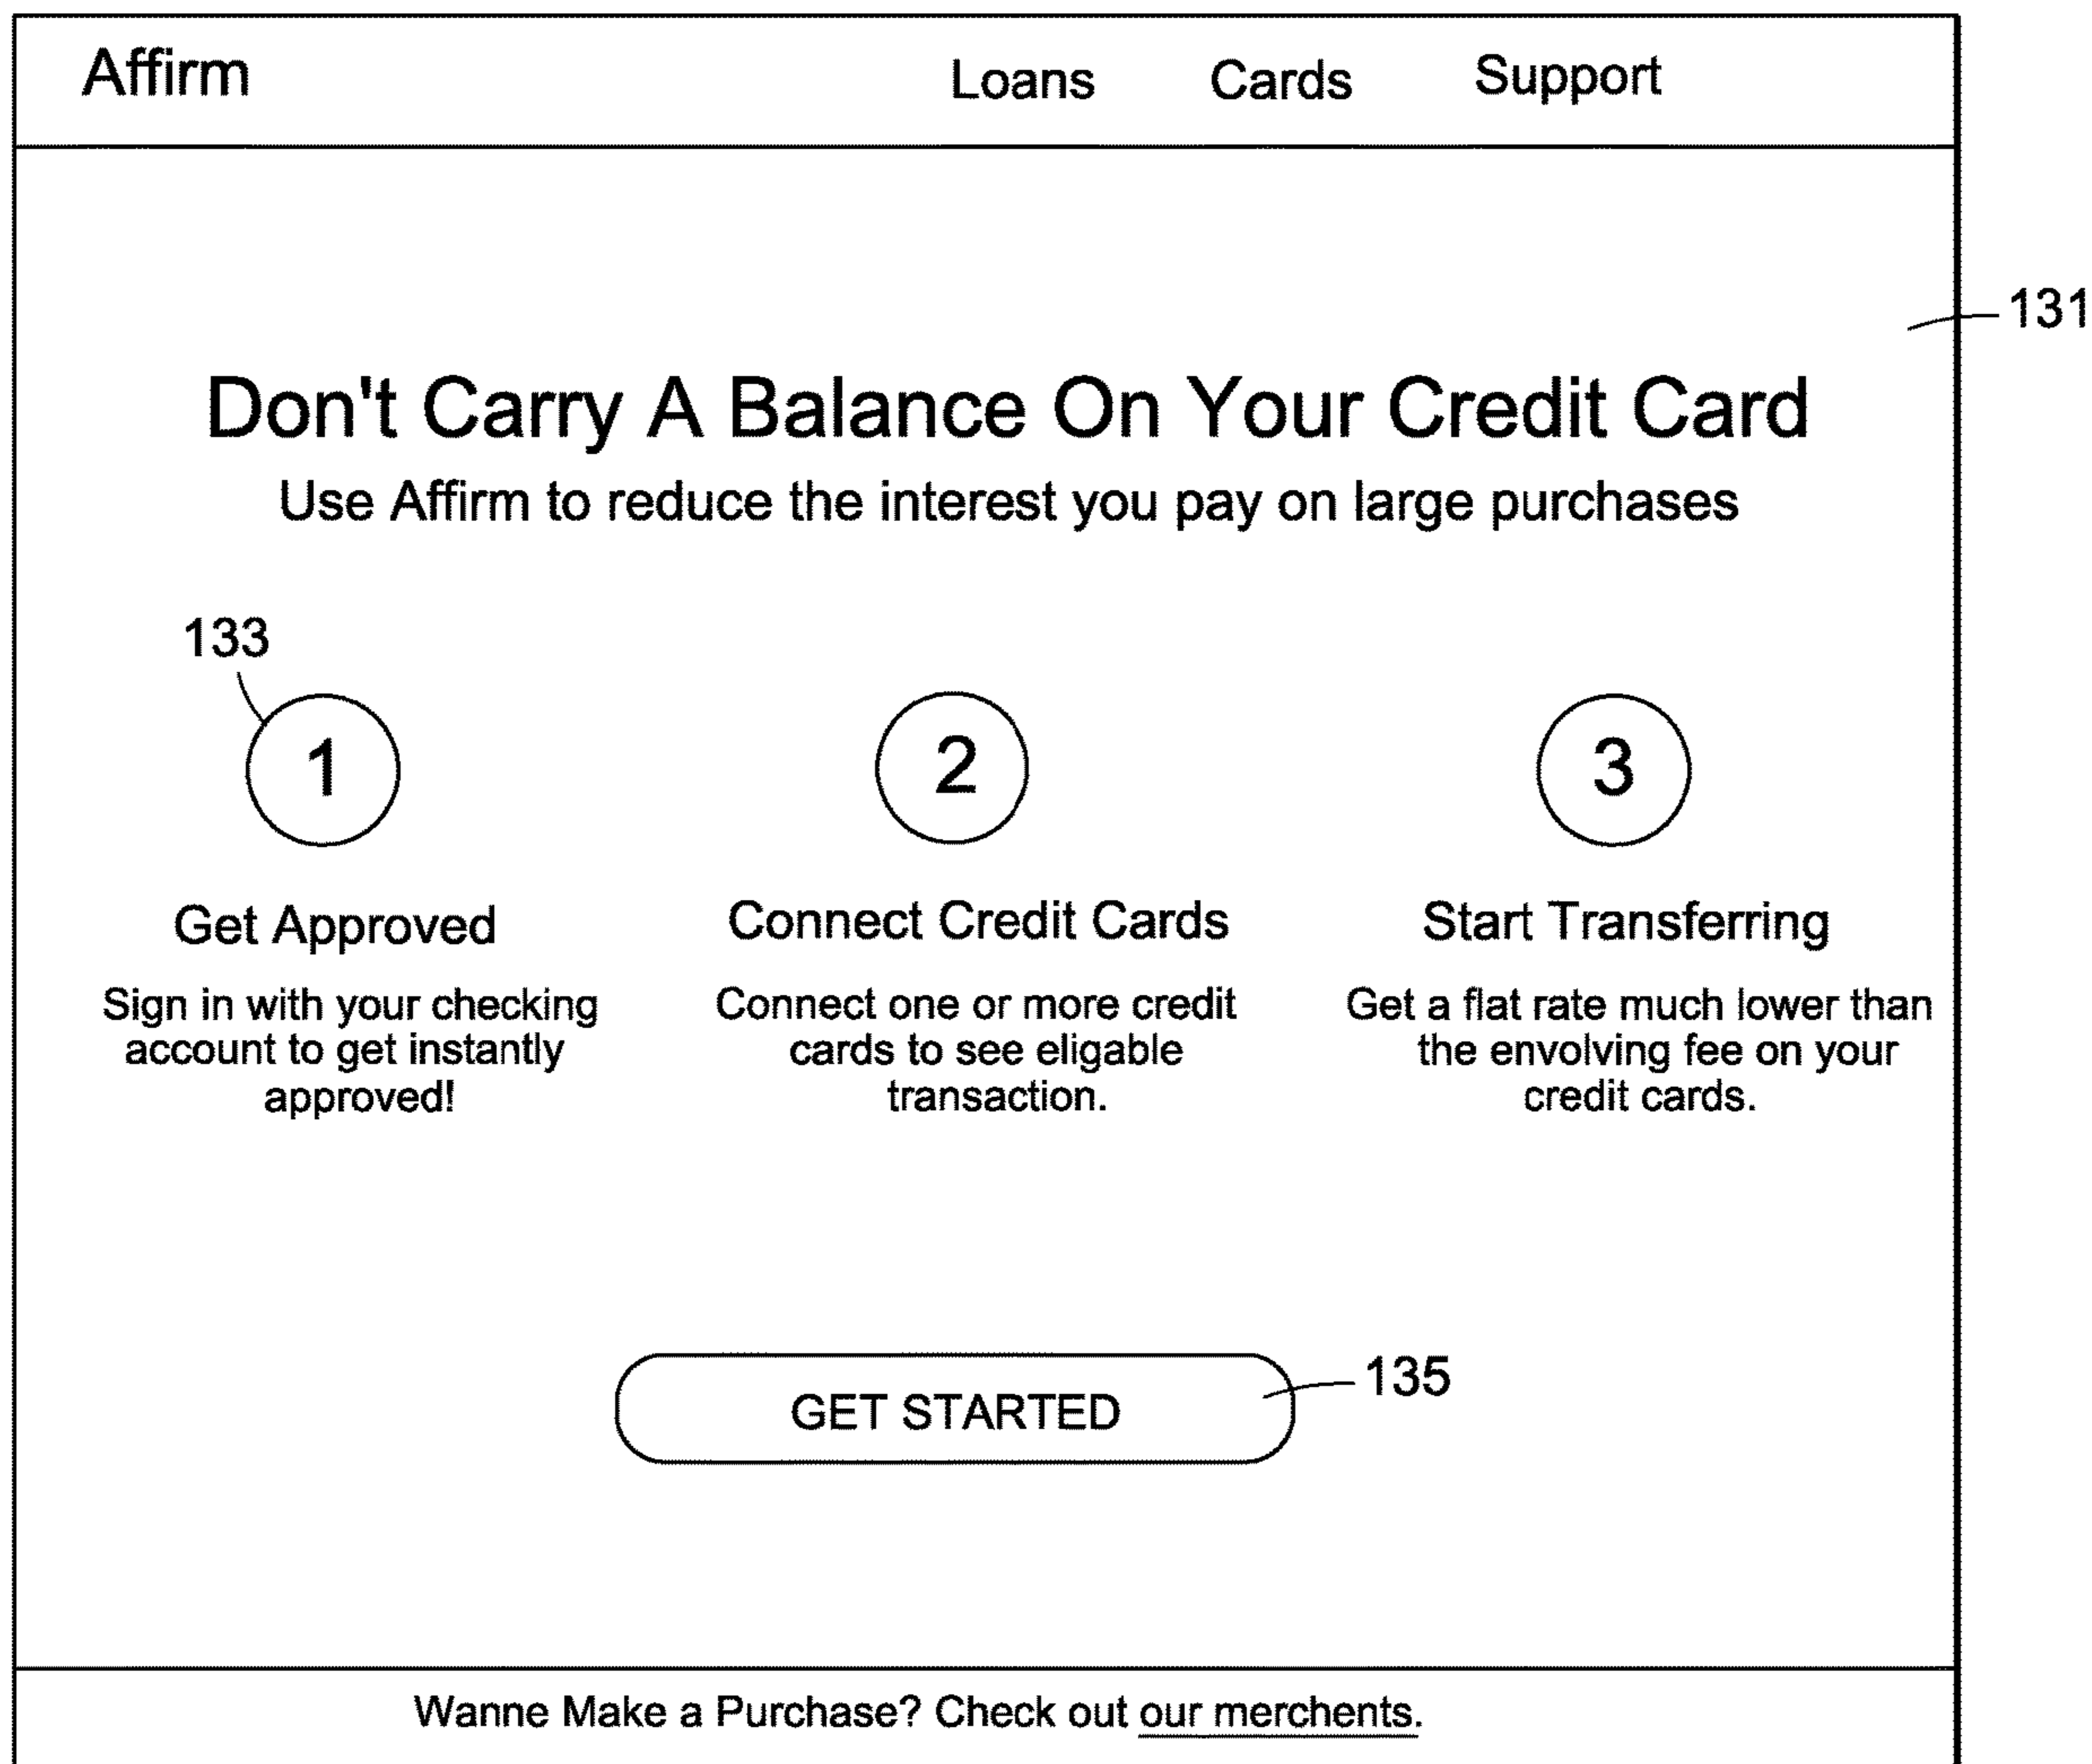 Affirm Loans Cards Support
131
Don't Carry A Balance On Your Credit Card
Use Affirm to reduce the interest you pay on large purchases
133
1
2
3
Get Approved
Sign in with your checking
account to get instantly
approved!
Connect Credit Cards
Connect one or more credit
cards to see eligable
transaction.
Start Transferring
Get a flat rate much lower than
the envolving fee on your
credit cards.
GET STARTED
135
Wanne Make a Purchase? Check out our merchents.